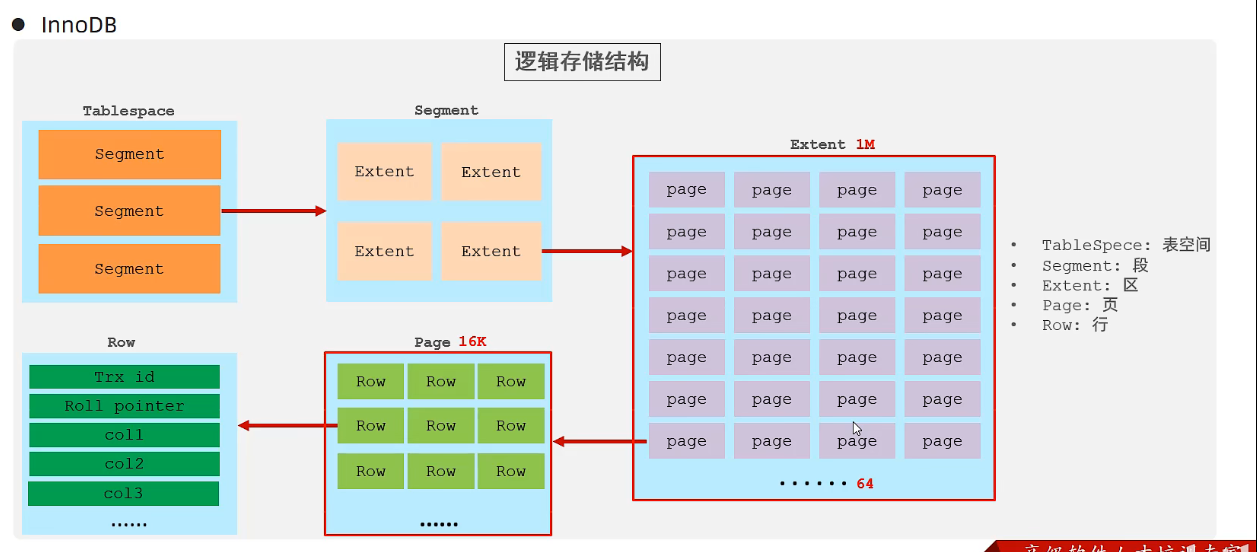 ● InnoDB
逻辑存储结构
Tablespace
Segment
Segment
Segment
Segment
Extent Extent
Extent Extent
Extent 1M
page page page page
page page page page
page page page page
page page page page
page page page page
page page page page
page page page page
······ 64
• TableSpece: 表空间
• Segment: 段
• Extent: 区
• Page: 页
• Row: 行
Row
Trx id
Roll pointer
col1
col2
col3
······
Page 16K
Row Row Row
Row Row Row
Row Row Row
······